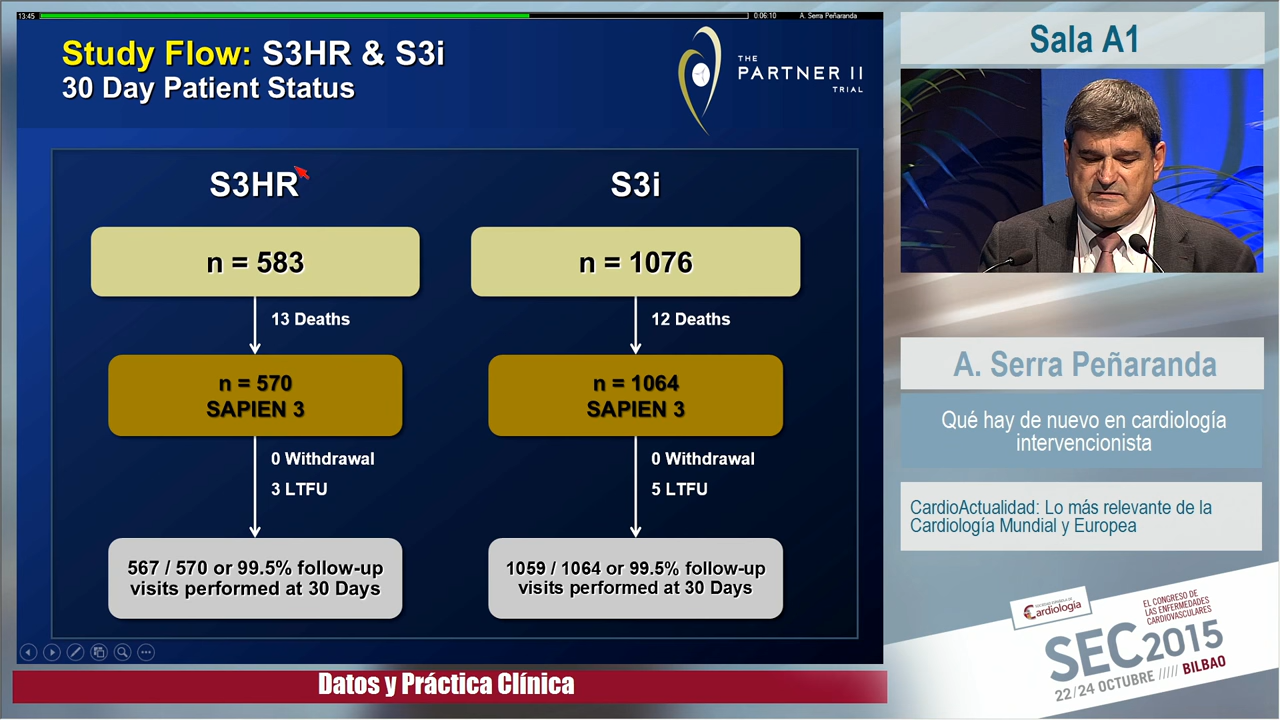 13:45
0:06:10
A. Serra Peñaranda
Study Flow: S3HR & S3i
30 Day Patient Status
THE
PARTNER II
TRIAL
S3HR
S3i
n = 583
n = 1076
13 Deaths
12 Deaths
n = 570
SAPIEN 3
n = 1064
SAPIEN 3
0 Withdrawal
3 LTFU
0 Withdrawal
5 LTFU
567 / 570 or 99.5% follow-up
visits performed at 30 Days
1059 / 1064 or 99.5% follow-up
visits performed at 30 Days
Datos y Práctica Clínica
Sala A1
A. Serra Peñaranda
Qué hay de nuevo en cardiología
intervencionista
CardioActualidad: Lo más relevante de la
Cardiología Mundial y Europea
SOCIEDAD ESPAÑOLA DE
Cardiología
EL CONGRESO DE
LAS ENFERMEDADES
CARDIOVASCULARES
SEC2015
22/24 OCTUBRE ///// BILBAO